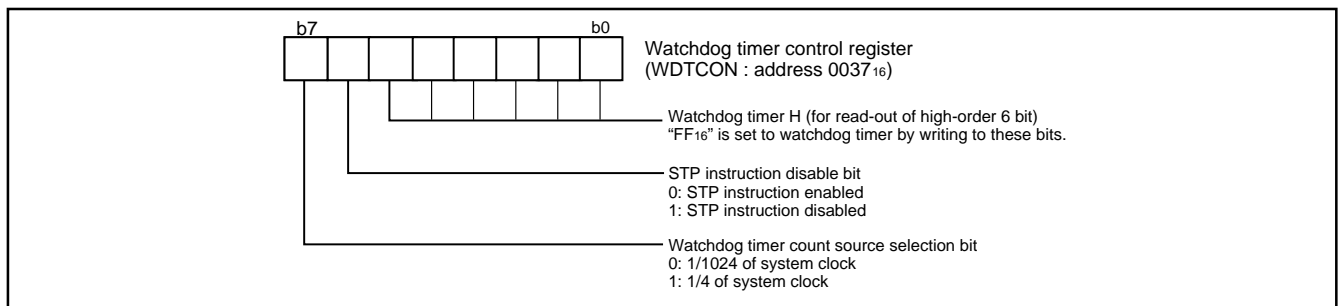 b7 b0
Watchdog timer control register
(WDTCON : address 003716)
Watchdog timer H (for read-out of high-order 6 bit)
“FF16” is set to watchdog timer by writing to these bits.
STP instruction disable bit
0: STP instruction enabled
1: STP instruction disabled
Watchdog timer count source selection bit
0: 1/1024 of system clock
1: 1/4 of system clock